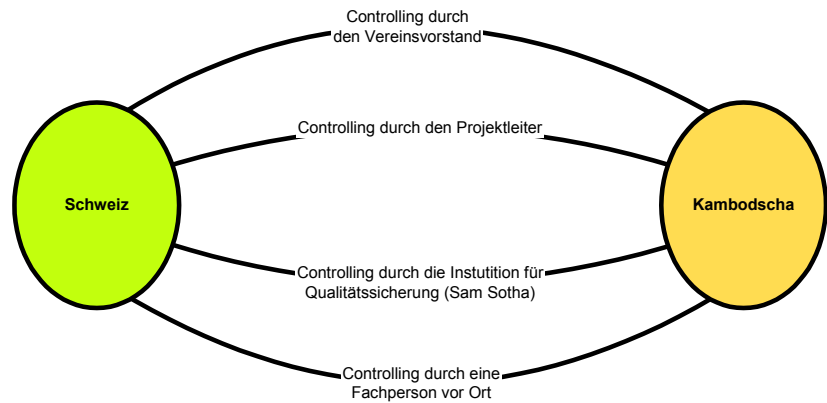 Controlling durch
den Vereinsvorstand
Controlling durch den Projektleiter
Schweiz
Kambodscha
Controlling durch die Instutition für
Qualitätssicherung (Sam Sotha)
Controlling durch eine
Fachperson vor Ort